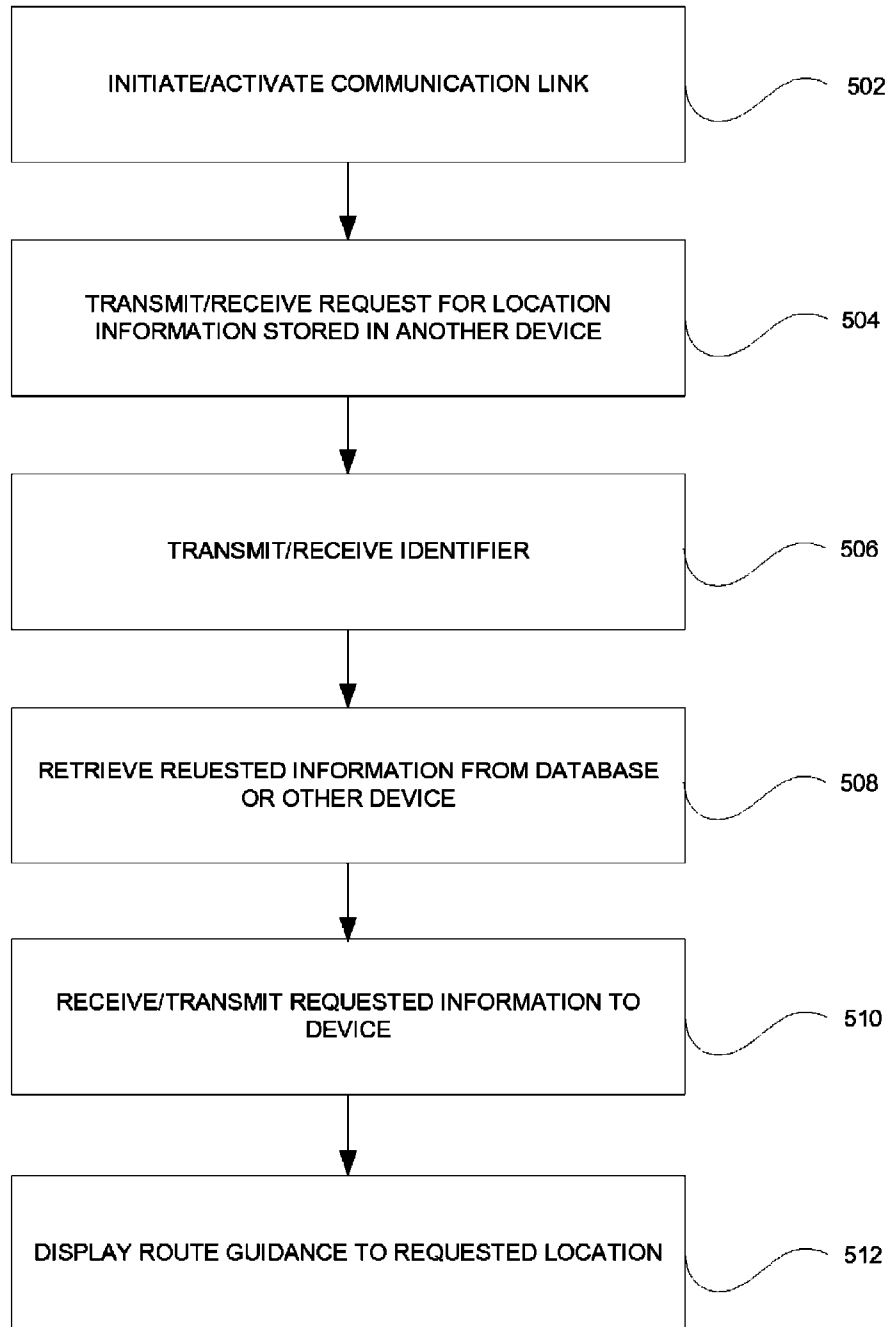 INITIATE/ACTIVATE COMMUNICATION LINK
502
TRANSMIT/RECEIVE REQUEST FOR LOCATION
INFORMATION STORED IN ANOTHER DEVICE
504
TRANSMIT/RECEIVE IDENTIFIER
506
RETRIEVE REUESTED INFORMATION FROM DATABASE
OR OTHER DEVICE
508
RECEIVE/TRANSMIT REQUESTED INFORMATION TO
DEVICE
510
DISPLAY ROUTE GUIDANCE TO REQUESTED LOCATION
512